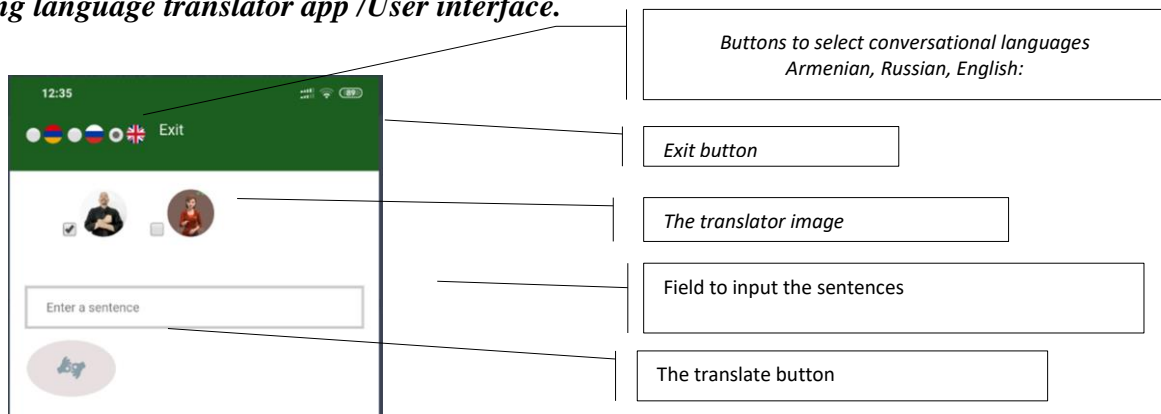 ng language translator app /User interface.
Buttons to select conversational languages
Armenian, Russian, English:
12:35
89
Exit
Exit button
The translator image
Field to input the sentences
Enter a sentence
The translate button